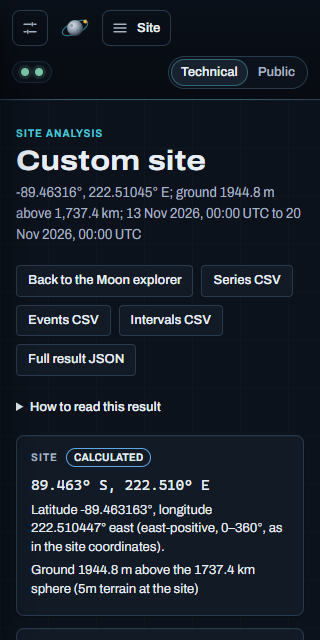 Site
Technical Public
SITE ANALYSIS
Custom site
-89.46316°, 222.51045° E; ground 1944.8 m
above 1,737.4 km; 13 Nov 2026, 00:00 UTC to 20
Nov 2026, 00:00 UTC
Back to the Moon explorer Series CSV
Events CSV Intervals CSV
Full result JSON
How to read this result
SITE CALCULATED
89.463° S, 222.510° E
Latitude -89.463163°, longitude
222.510447° east (east-positive, 0–360°, as
in the site coordinates).
Ground 1944.8 m above the 1737.4 km
sphere (5m terrain at the site)